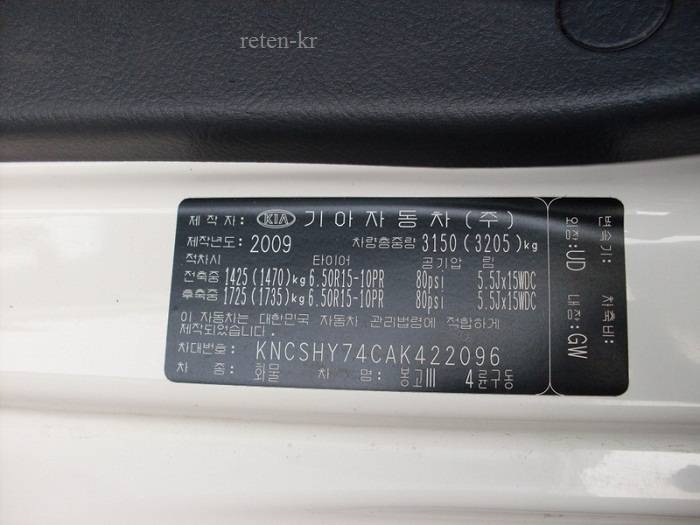 reten-kr
제 작 자: KIA 기아자동차(주)
제작년도: 2009 차량총중량 3150(3205)kg
적차시 타이어 공기압 림
전축중 1425(1470)kg 6.50R15-10PR 80psi 5.5Jx15WDC
후축중 1725(1735)kg 6.50R15-10PR 80psi 5.5Jx15WDC
이 자동차는 대한민국 자동차 관리법령에 적합하게
제작되었습니다.
차대번호: KNCSHY74CAK422096
차 종: 화물 차 명: 봉고III 4륜구동
변속기: 차축비:
외장: UD 내장: GW